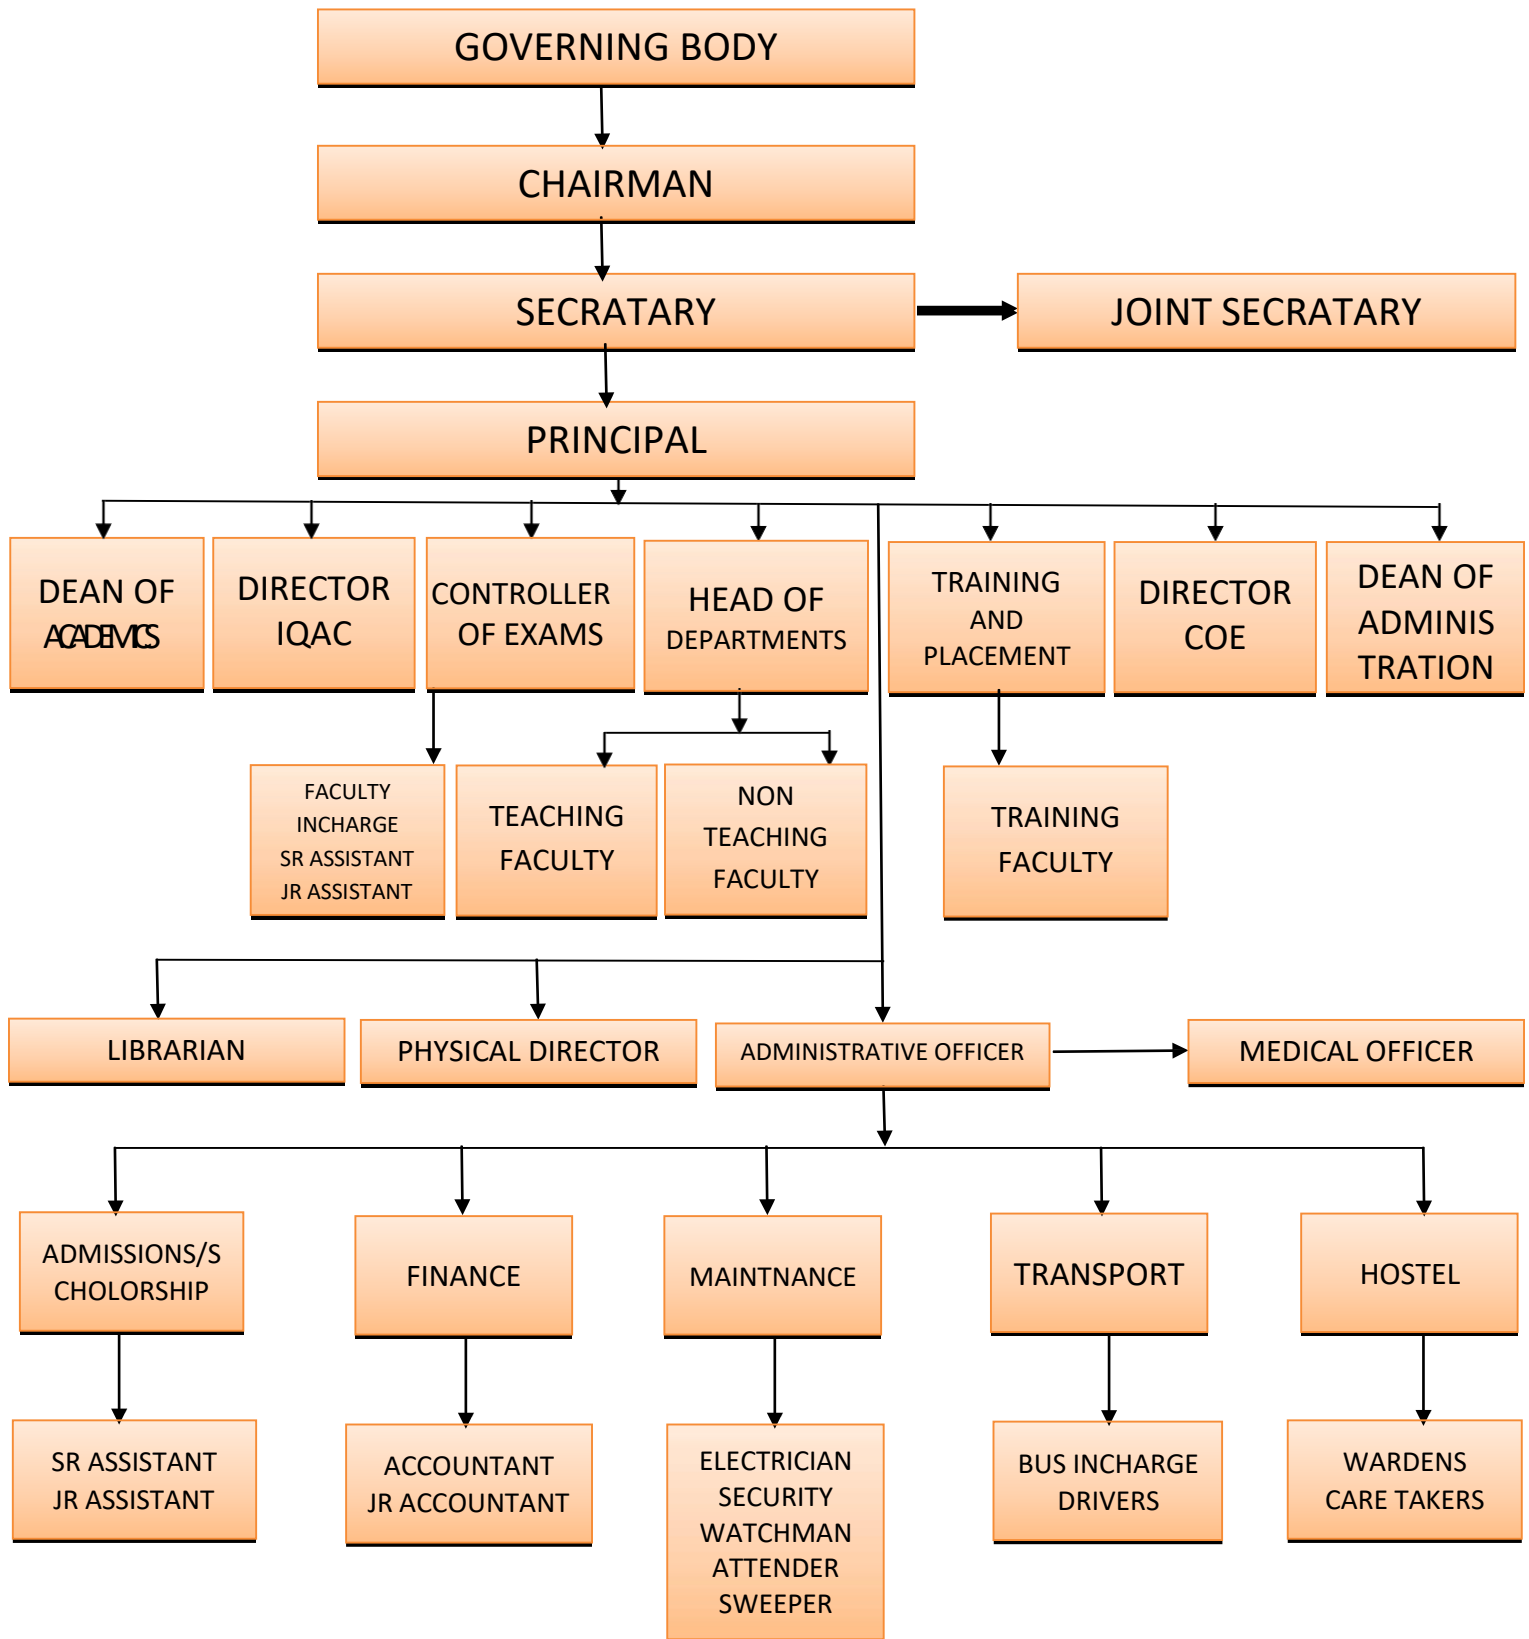 GOVERNING BODY
CHAIRMAN
SECRATARY
JOINT SECRATARY
PRINCIPAL
DEAN OF
ACADEMICS
DIRECTOR
IQAC
CONTROLLER
OF EXAMS
HEAD OF
DEPARTMENTS
TRAINING
AND
PLACEMENT
DIRECTOR
COE
DEAN OF
ADMINIS
TRATION
FACULTY
INCHARGE
SR ASSISTANT
JR ASSISTANT
TEACHING
FACULTY
NON
TEACHING
FACULTY
TRAINING
FACULTY
LIBRARIAN
PHYSICAL DIRECTOR
ADMINISTRATIVE OFFICER
MEDICAL OFFICER
ADMISSIONS/S
CHOLORSHIP
FINANCE
MAINTNANCE
TRANSPORT
HOSTEL
SR ASSISTANT
JR ASSISTANT
ACCOUNTANT
JR ACCOUNTANT
ELECTRICIAN
SECURITY
WATCHMAN
ATTENDER
SWEEPER
BUS INCHARGE
DRIVERS
WARDENS
CARE TAKERS